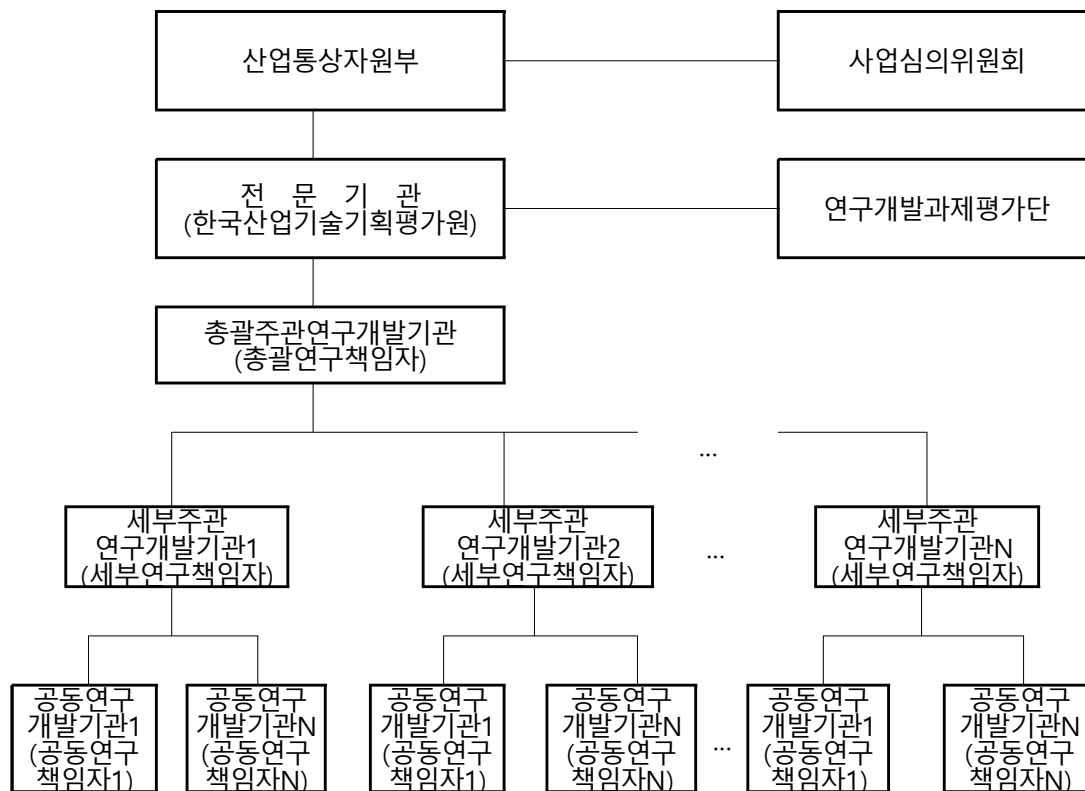 산업통상자원부
사업심의위원회
전 문 기 관
(한국산업기술기획평가원)
연구개발과제평가단
총괄주관연구개발기관
(총괄연구책임자)
...
세부주관
연구개발기관1
(세부연구책임자)
세부주관
연구개발기관2
(세부연구책임자)
...
세부주관
연구개발기관N
(세부연구책임자)
공동연구
개발기관1
(공동연구
책임자1)
공동연구
개발기관N
(공동연구
책임자N)
공동연구
개발기관1
(공동연구
책임자1)
공동연구
개발기관N
(공동연구
책임자N)
...
공동연구
개발기관1
(공동연구
책임자1)
공동연구
개발기관N
(공동연구
책임자N)